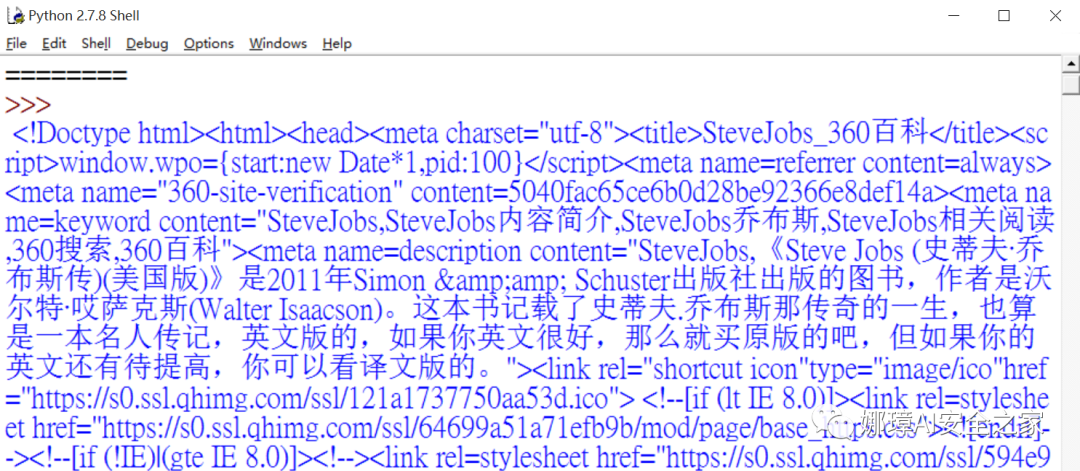 Python 2.7.8 Shell
File Edit Shell Debug Options Windows Help
========
>>>
<!Doctype html><html><head><meta charset="utf-8"><title>SteveJobs_360百科</title><sc
ript>window.wpo={start:new Date*1,pid:100}</script><meta name=referrer content=always>
<meta name="360-site-verification" content=5040fac65ce6b0d28be92366e8def14a><meta na
me=keyword content="SteveJobs,SteveJobs内容简介,SteveJobs乔布斯,SteveJobs相关阅读
,360搜索,360百科"><meta name=description content="SteveJobs,《Steve Jobs (史蒂夫·乔
布斯传)(美国版)》是2011年Simon &amp;amp; Schuster出版社出版的图书，作者是沃
尔特·哎萨克斯(Walter Isaacson)。这本书记载了史蒂夫.乔布斯那传奇的一生，也算
是一本名人传记，英文版的，如果你英文很好，那么就买原版的吧，但如果你的
英文还有待提高，你可以看译文版的。"><link rel="shortcut icon"type="image/ico"href
="https://s0.ssl.qhimg.com/ssl/121a1737750aa53d.ico"> <!--[if (lt IE 8.0)]><link rel=styleshe
et href="https://s0.ssl.qhimg.com/ssl/64699a51a71efb9b/mod/page/base_
娜璋AI安全之家
-><!--[if (!IE)|(gte IE 8.0)]><!--><link rel=stylesheet href="https://s0.ssl.qhimg.com/ssl/594e9